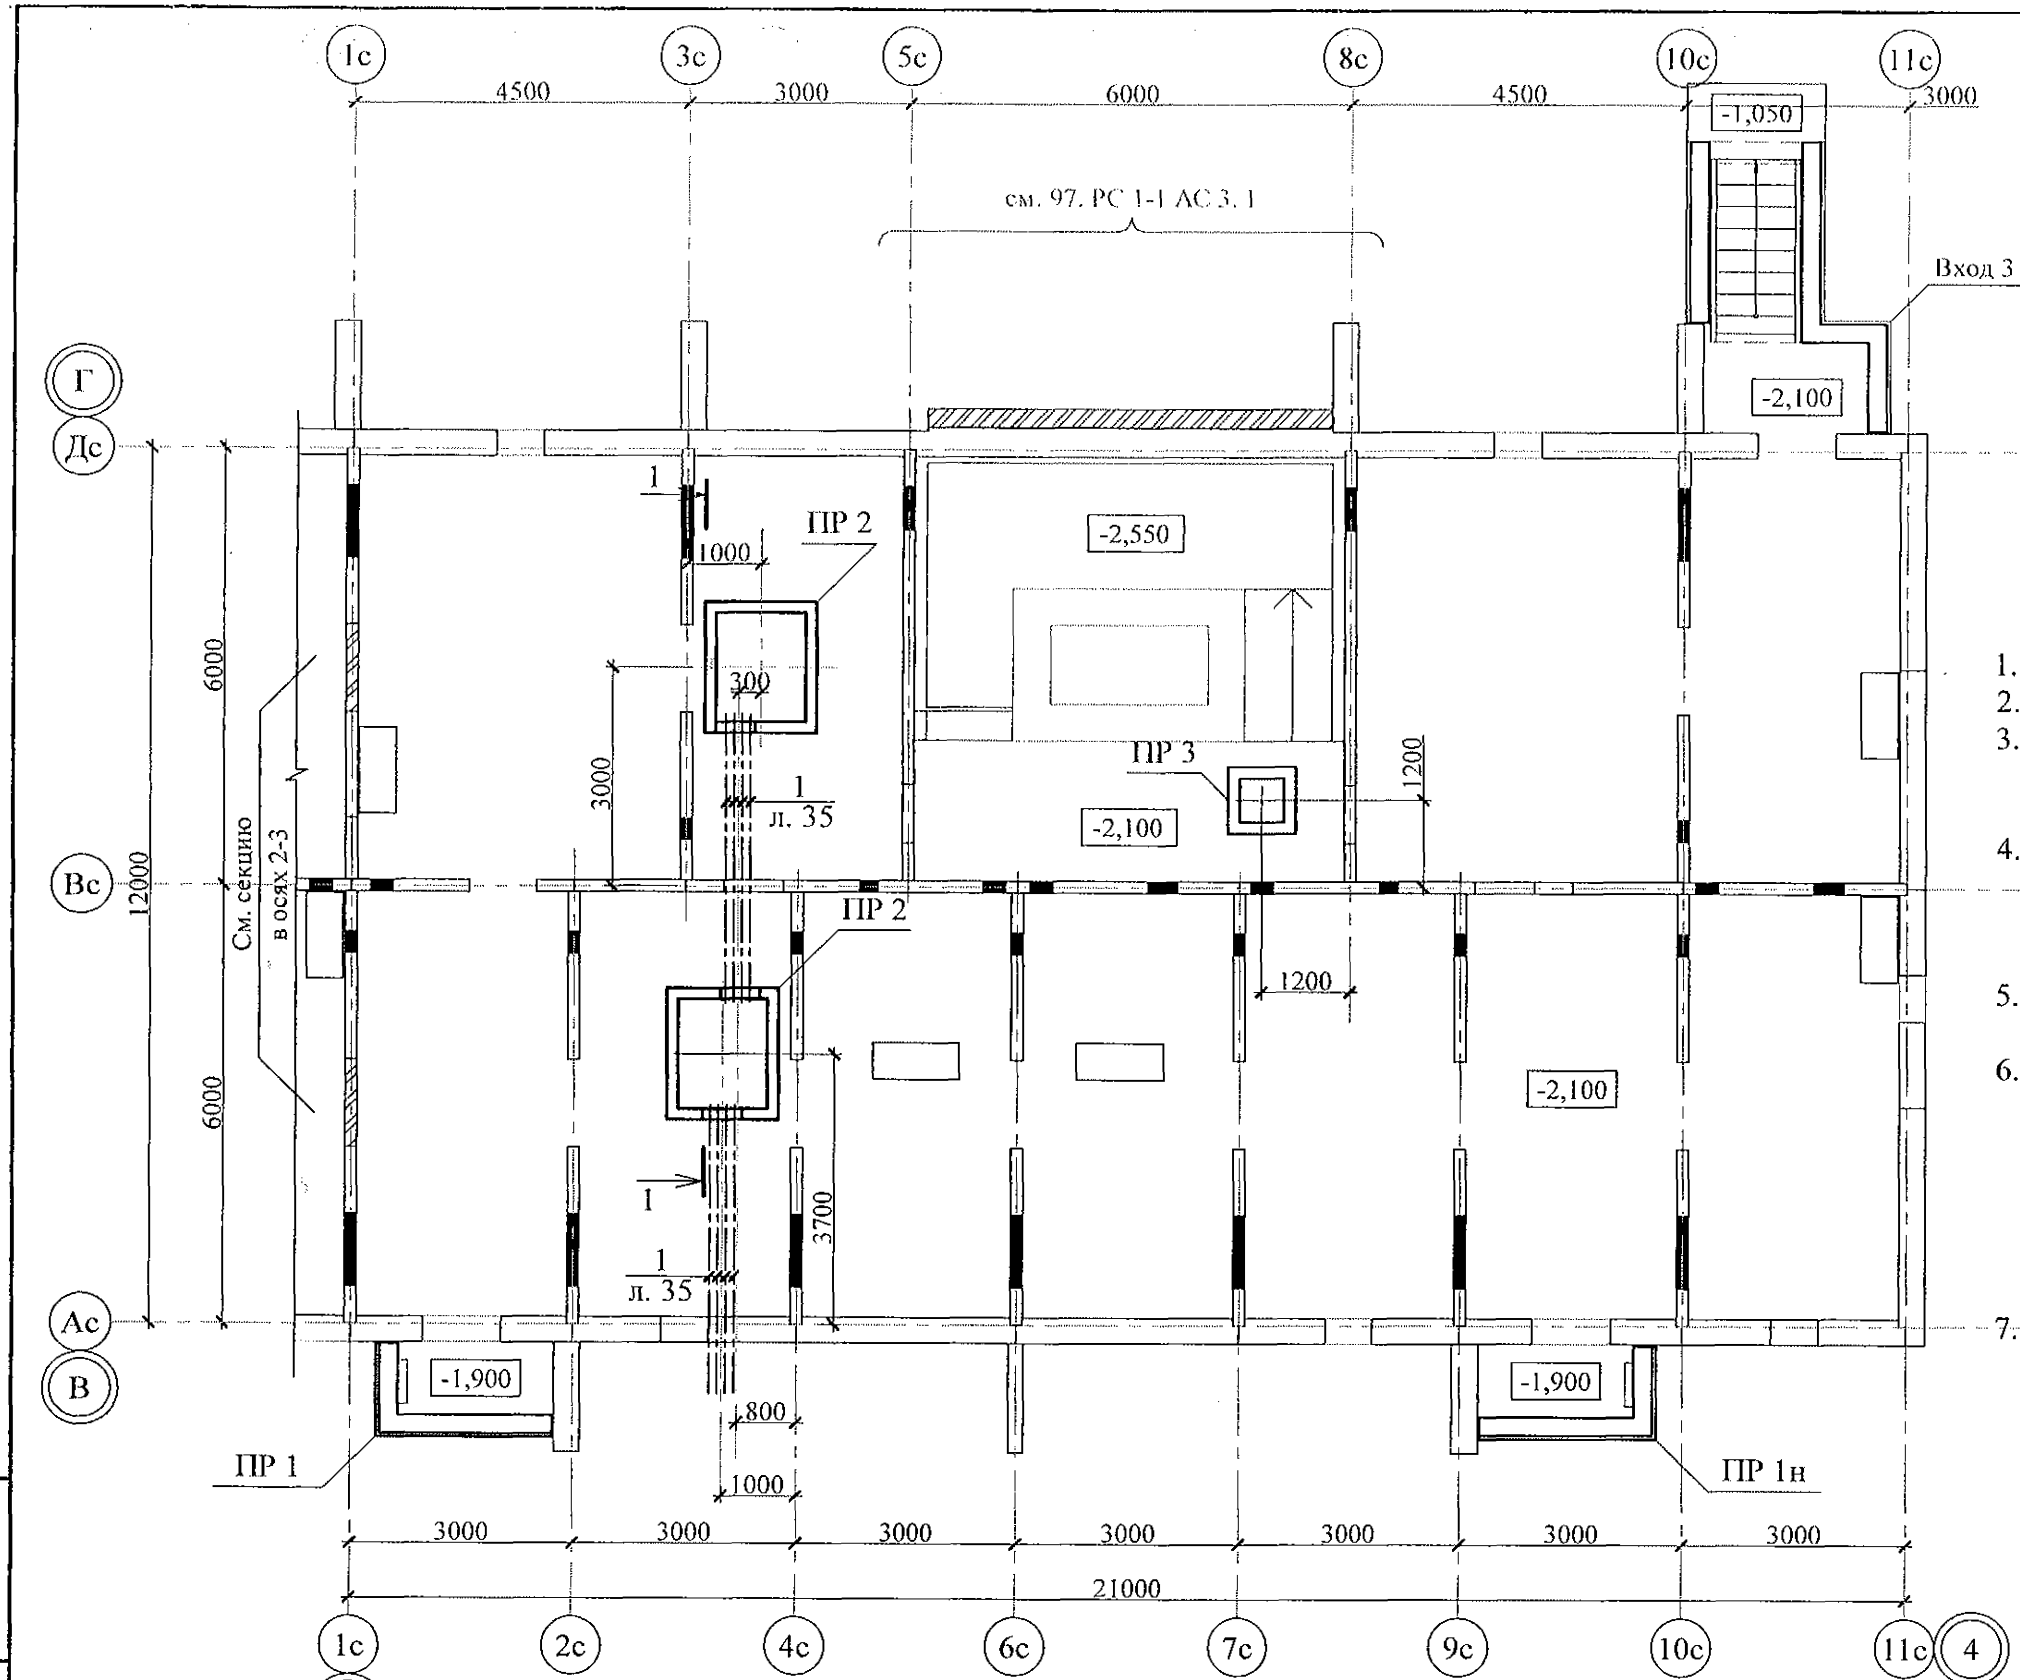 1с 3с 5с 8с 10с 11с
4500 3000 6000 4500 3000
-1,050
см. 97. РС 1-1 АС 3. 1
Вход 3
Г
-2,100
Дс
1
ПР 2
-2,550
1000
6000
1.
300
2.
3.
3000
ПР 3
1200
1
л. 35
-2,100
См. секцию
в осях 2-3
4.
12000
Вс
ПР 2
1200
5.
6000
-2,100
6.
1
3700
1
л. 35
Ас
7.
В
-1,900
-1,900
800
ПР 1
1000
ПР 1н
3000 3000 3000 3000 3000 3000 3000
21000
1с 2с 4с 6с 7с 9с 10с 11с 4